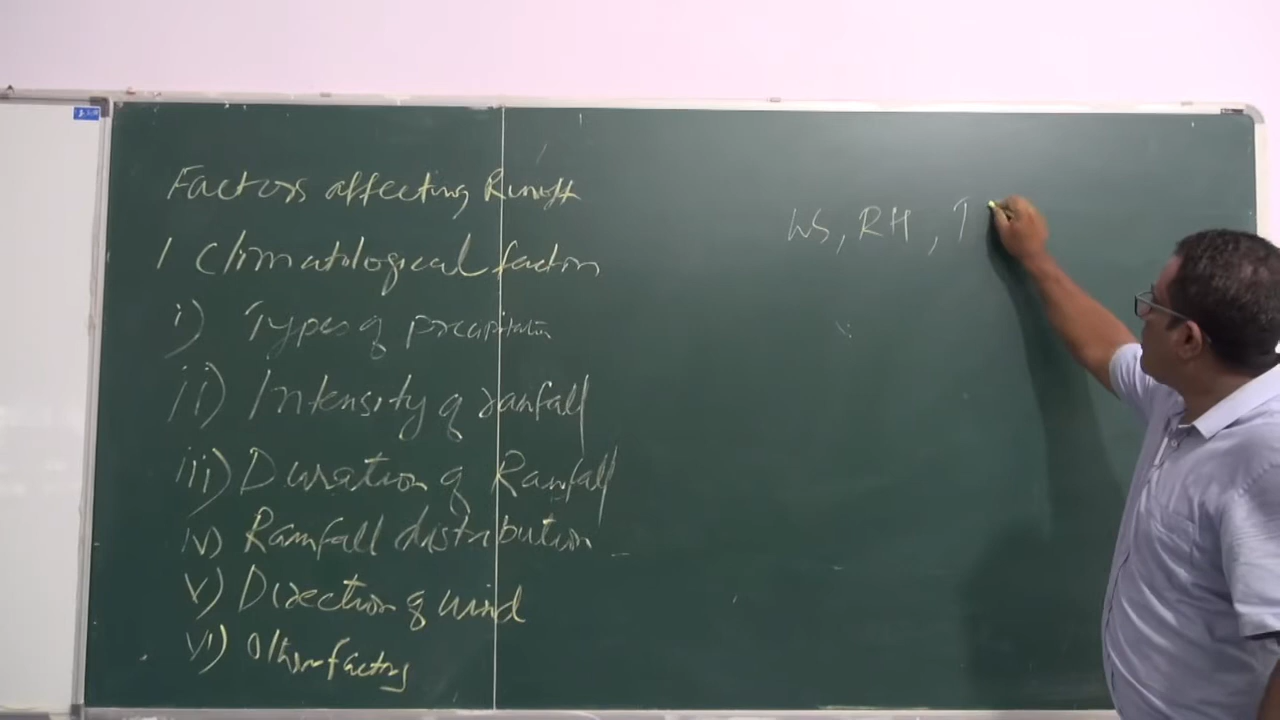 Factors affecting Runoff
1 Climatological factors
i) Types of precipitation
ii) Intensity of rainfall
iii) Duration of Rainfall
iv) Rainfall distribution
v) Direction of wind
vi) Other factors
WS, RH, T